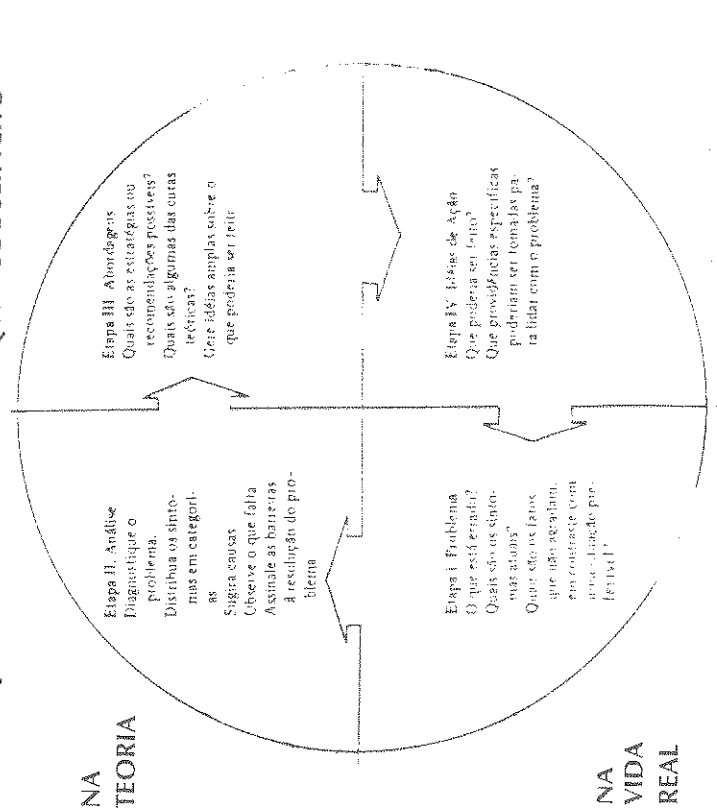 NA
TEORIA
Etapa II. Análise
Diagnostique o
problema.
Distribua os sinto-
mas em categori-
as
Sugira causas
Observe o que falta
Assinale as barreiras
à resolução do pro-
blema
Etapa III Abordagens
Quais são as estratégias ou
recomendações possíveis?
Quais são algumas das curas
teóricas?
Gere idéias amplas sobre o
que poderia ser feito
NA
VIDA
REAL
Etapa I Problema
O que está errado?
Quais são os sinto-
mas atuais?
Quais são os fatos
que não agradam,
em contraste com
uma situação pre-
ferível?
Etapa IV Idéias de Ação
Que poderia ser feito?
Que providências específicas
poderiam ser tomadas pa-
ra lidar com o problema?